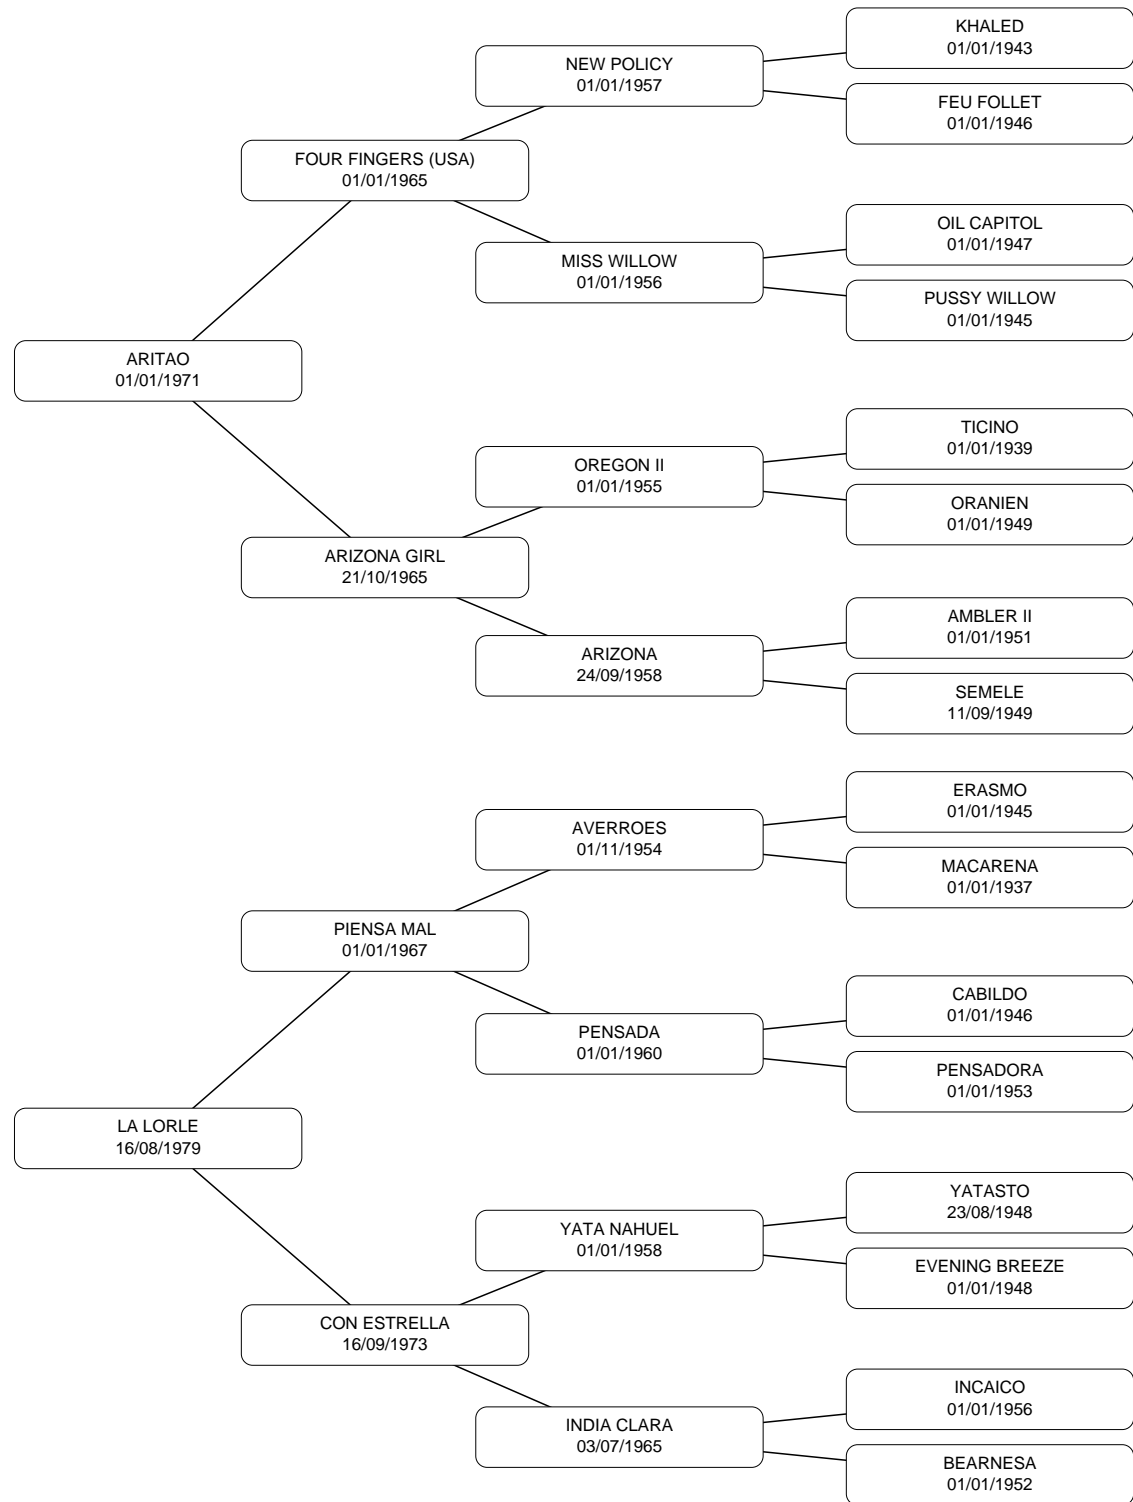 KHALED
01/01/1943
NEW POLICY
01/01/1957
FEU FOLLET
01/01/1946
FOUR FINGERS (USA)
01/01/1965
OIL CAPITOL
01/01/1947
MISS WILLOW
01/01/1956
PUSSY WILLOW
01/01/1945
ARITAO
01/01/1971
TICINO
01/01/1939
OREGON II
01/01/1955
ORANIEN
01/01/1949
ARIZONA GIRL
21/10/1965
AMBLER II
01/01/1951
ARIZONA
24/09/1958
SEMELE
11/09/1949
ERASMO
01/01/1945
AVERROES
01/11/1954
MACARENA
01/01/1937
PIENSA MAL
01/01/1967
CABILDO
01/01/1946
PENSADA
01/01/1960
PENSADORA
01/01/1953
LA LORLE
16/08/1979
YATASTO
23/08/1948
YATA NAHUEL
01/01/1958
EVENING BREEZE
01/01/1948
CON ESTRELLA
16/09/1973
INCAICO
01/01/1956
INDIA CLARA
03/07/1965
BEARNESA
01/01/1952